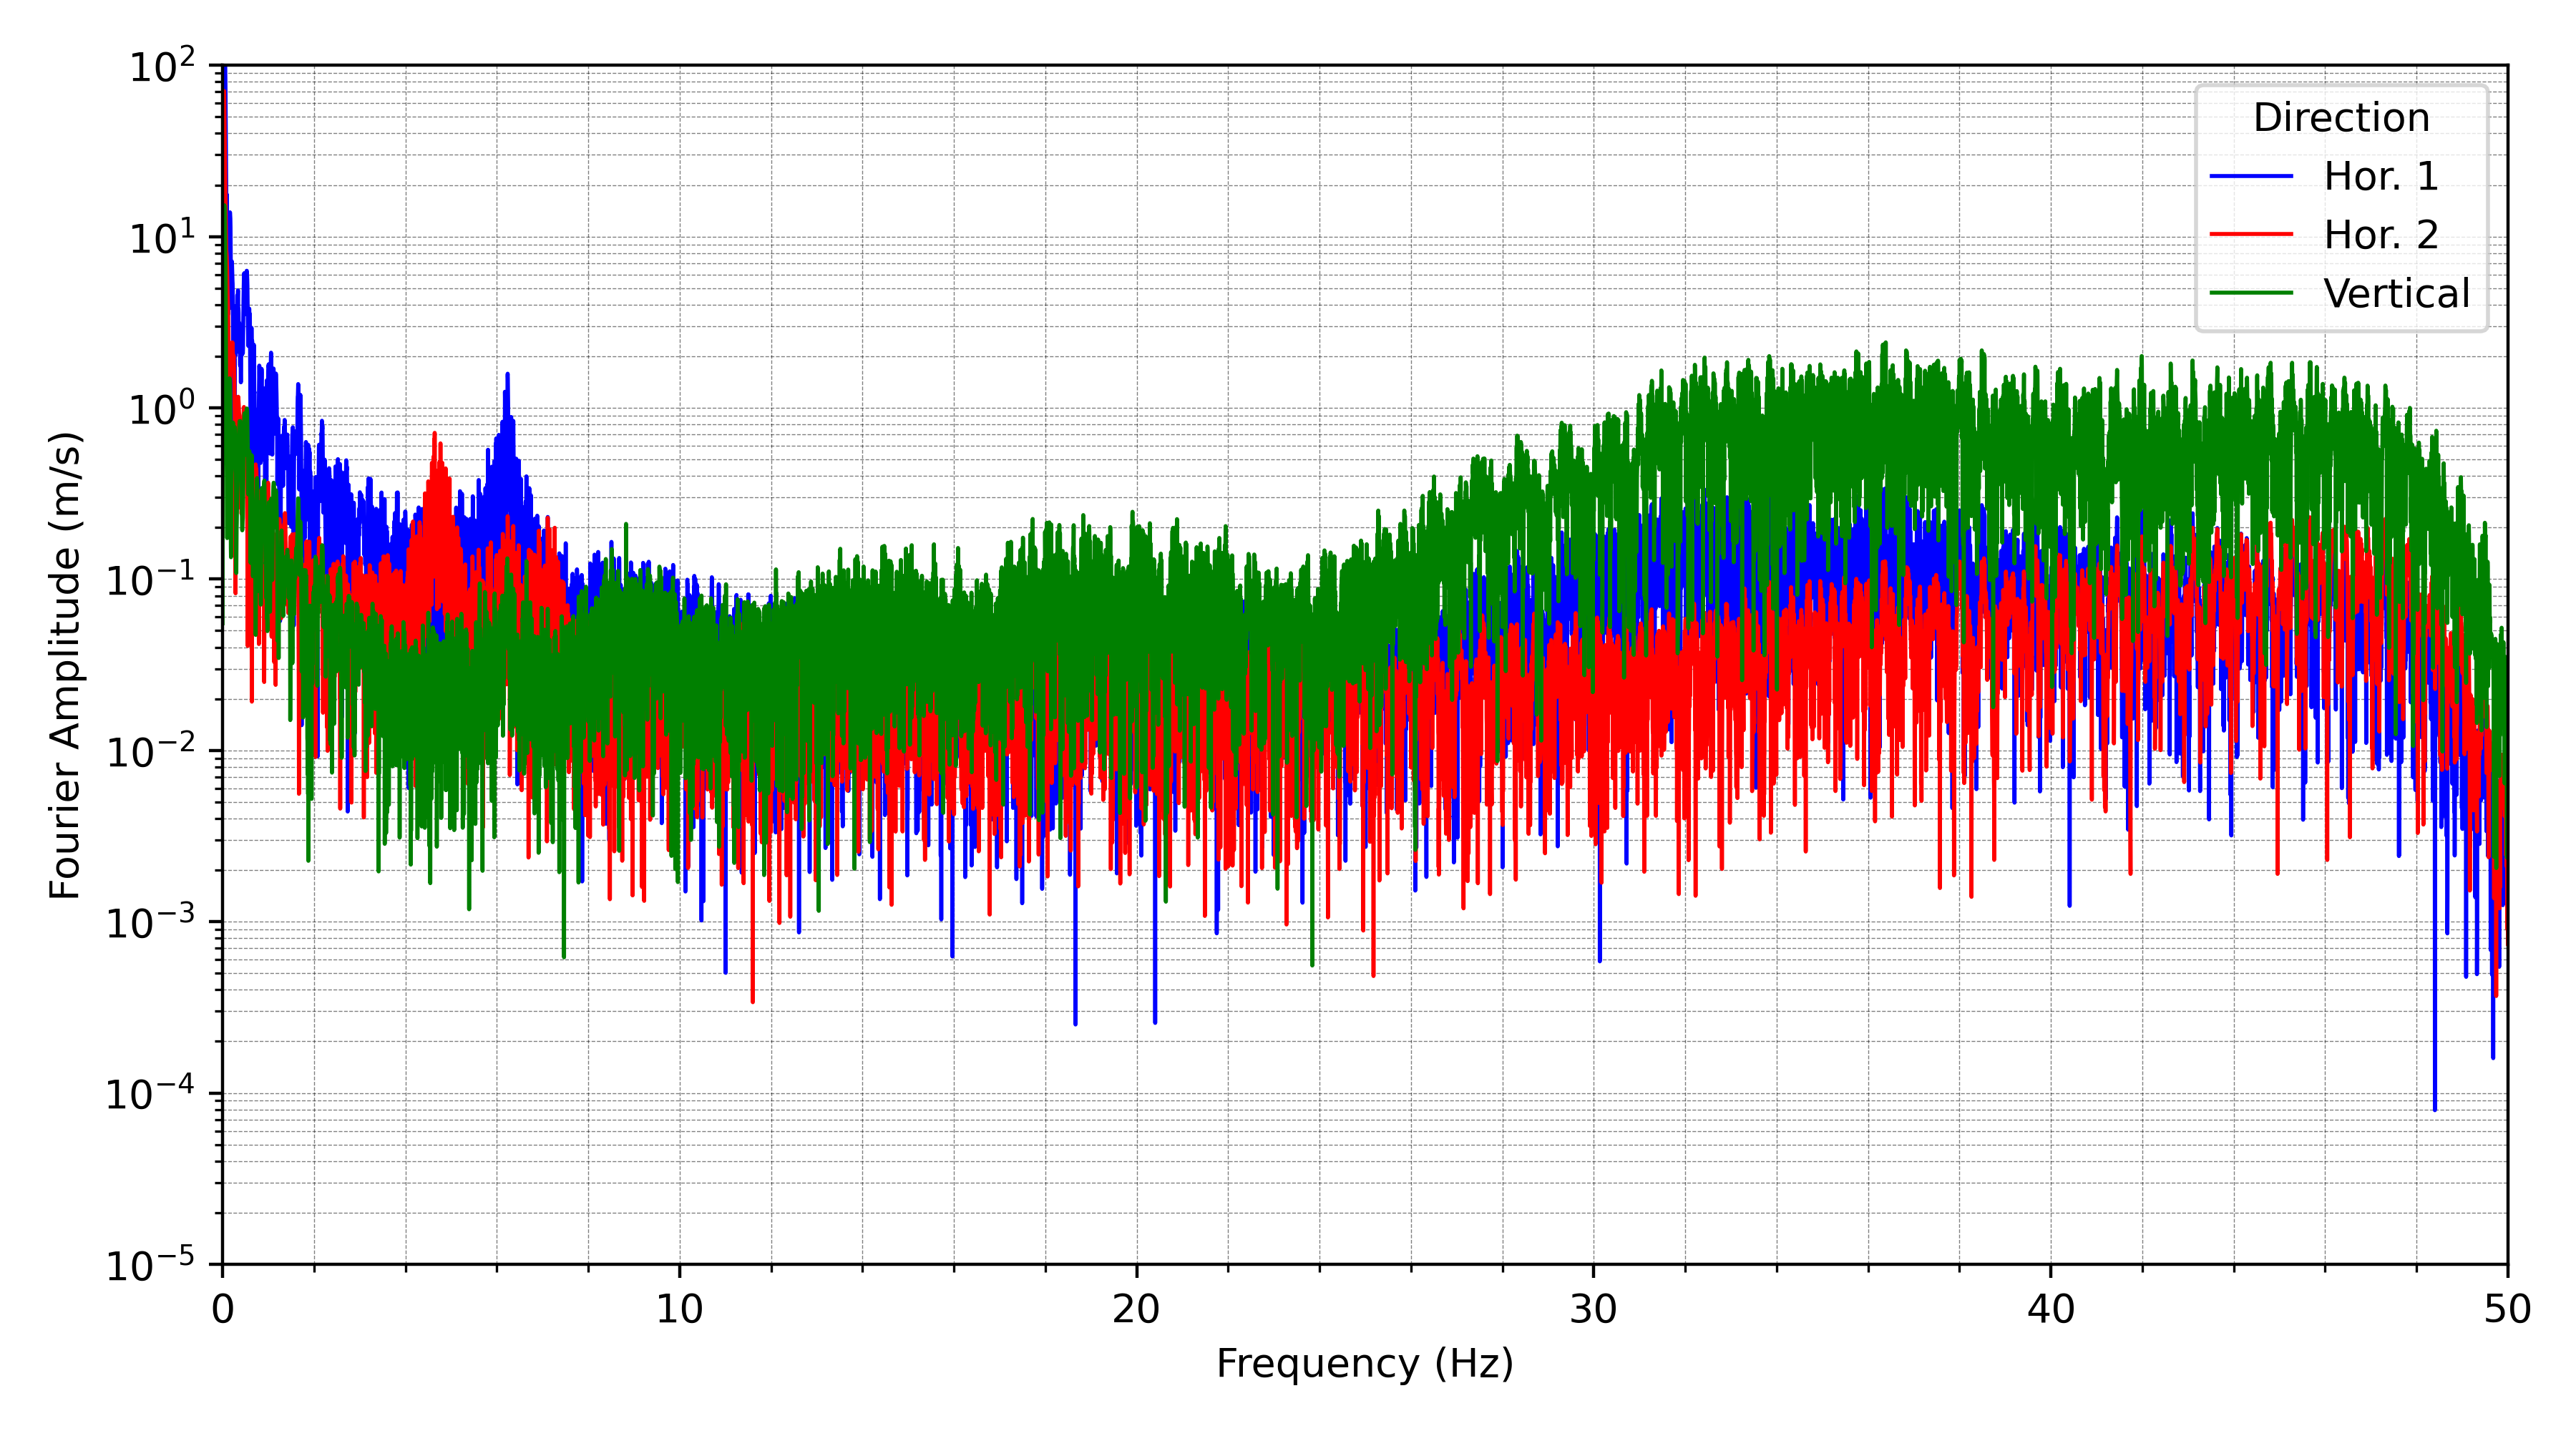 10²
10¹
10⁰
10⁻¹
10⁻²
10⁻³
10⁻⁴
10⁻⁵
Fourier Amplitude (m/s)
Direction
Hor. 1
Hor. 2
Vertical
0 10 20 30 40 50
Frequency (Hz)